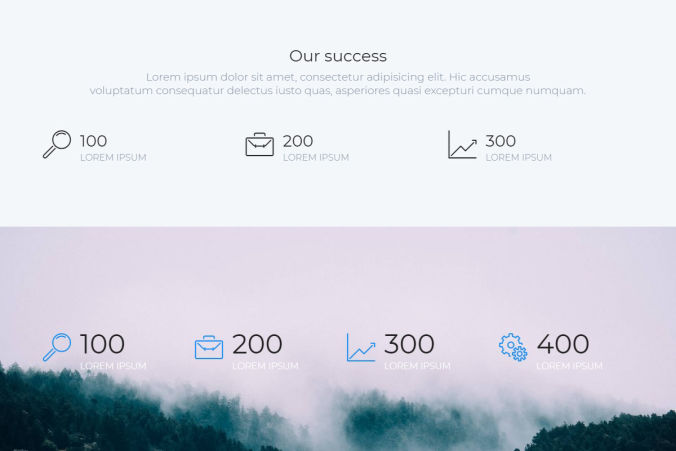 Our success
Lorem ipsum dolor sit amet, consectetur adipisicing elit. Hic accusamus
voluptatum consequatur delectus iusto quas, asperiores quasi excepturi cumque numquam.
100 200 300
LOREM IPSUM LOREM IPSUM LOREM IPSUM
100 200 300 400
LOREM IPSUM LOREM IPSUM LOREM IPSUM LOREM IPSUM